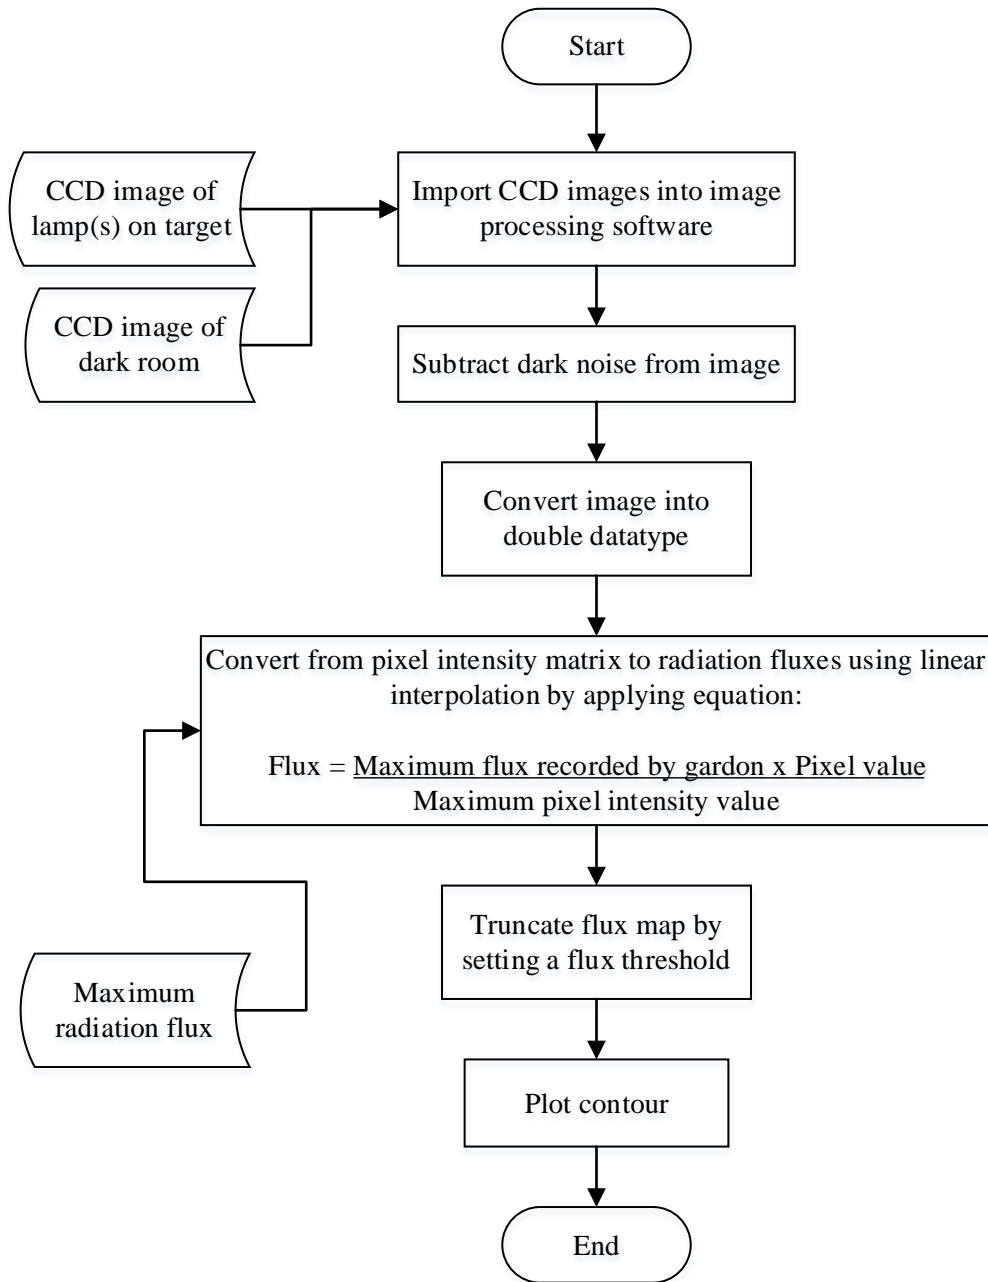 Start
CCD image of
lamp(s) on target
Import CCD images into image
processing software
CCD image of
dark room
Subtract dark noise from image
Convert image into
double datatype
Convert from pixel intensity matrix to radiation fluxes using linear
interpolation by applying equation:
Flux = Maximum flux recorded by gardon x Pixel value
Maximum pixel intensity value
Truncate flux map by
setting a flux threshold
Maximum
radiation flux
Plot contour
End